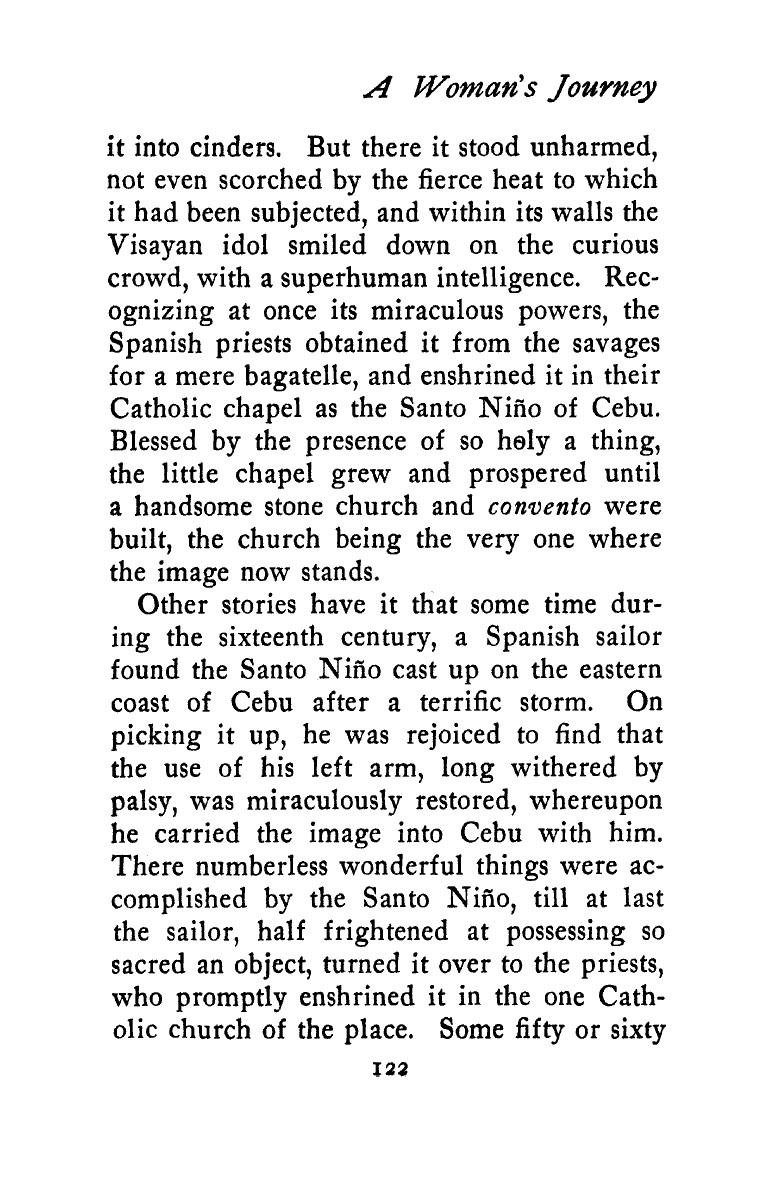 A Woman's Journey
it into cinders. But there it stood unharmed,
not even scorched by the fierce heat to which
it had been subjected, and within its walls the
Visayan idol smiled down on the curious
crowd, with a superhuman intelligence. Rec-
ognizing at once its miraculous powers, the
Spanish priests obtained it from the savages
for a mere bagatelle, and enshrined it in their
Catholic chapel as the Santo Niño of Cebu.
Blessed by the presence of so holy a thing,
the little chapel grew and prospered until
a handsome stone church and convento were
built, the church being the very one where
the image now stands.
Other stories have it that some time dur-
ing the sixteenth century, a Spanish sailor
found the Santo Niño cast up on the eastern
coast of Cebu after a terrific storm. On
picking it up, he was rejoiced to find that
the use of his left arm, long withered by
palsy, was miraculously restored, whereupon
he carried the image into Cebu with him.
There numberless wonderful things were ac-
complished by the Santo Niño, till at last
the sailor, half frightened at possessing so
sacred an object, turned it over to the priests,
who promptly enshrined it in the one Cath-
olic church of the place. Some fifty or sixty
122